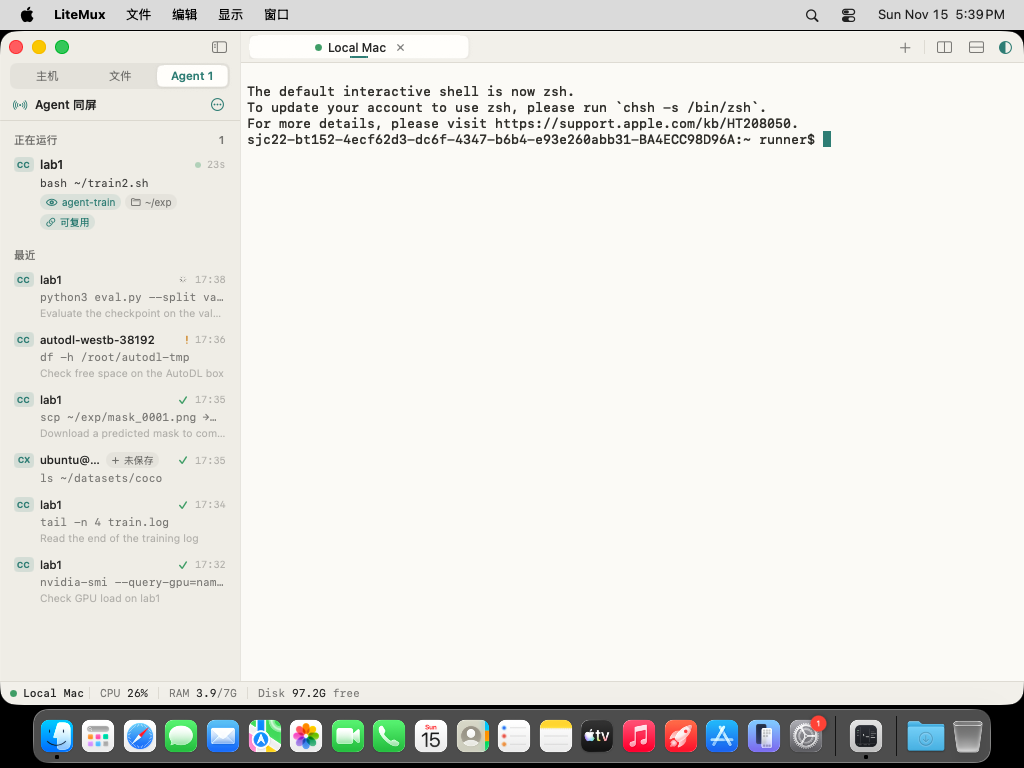 LiteMux 文件 编辑 显示 窗口 Sun Nov 15 5:39 PM
Local Mac
主机 文件 Agent 1
Agent 同屏
正在运行 1
CC lab1 23s
bash ~/train2.sh
agent-train ~/exp
可复用
最近
CC lab1 17:38
python3 eval.py --split va…
Evaluate the checkpoint on the val…
CC autodl-westb-38192 ! 17:36
df -h /root/autodl-tmp
Check free space on the AutoDL box
CC lab1 17:35
scp ~/exp/mask_0001.png →…
Download a predicted mask to com…
CX ubuntu@… + 未保存 17:35
ls ~/datasets/coco
CC lab1 17:34
tail -n 4 train.log
Read the end of the training log
CC lab1 17:32
nvidia-smi --query-gpu=nam…
Check GPU load on lab1
The default interactive shell is now zsh.
To update your account to use zsh, please run `chsh -s /bin/zsh`.
For more details, please visit https://support.apple.com/kb/HT208050.
sjc22-bt152-4ecf62d3-dc6f-4347-b6b4-e93e260abb31-BA4ECC98D96A:~ runner$
Local Mac CPU 26% RAM 3.9/7G Disk 97.2G free
Sun
15
tv
1